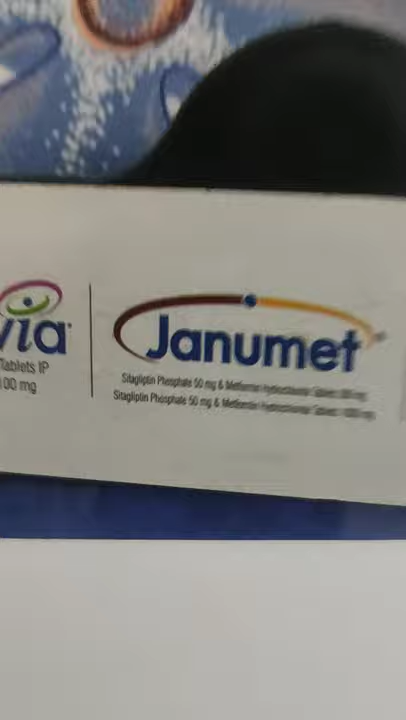 via®
Tablets IP
00 mg
Janumet®
Sitagliptin Phosphate 50 mg & Metformin Hydrochloride Tablets mg
Sitagliptin Phosphate 50 mg & Metformin Hydrochloride Tablets 1000 mg